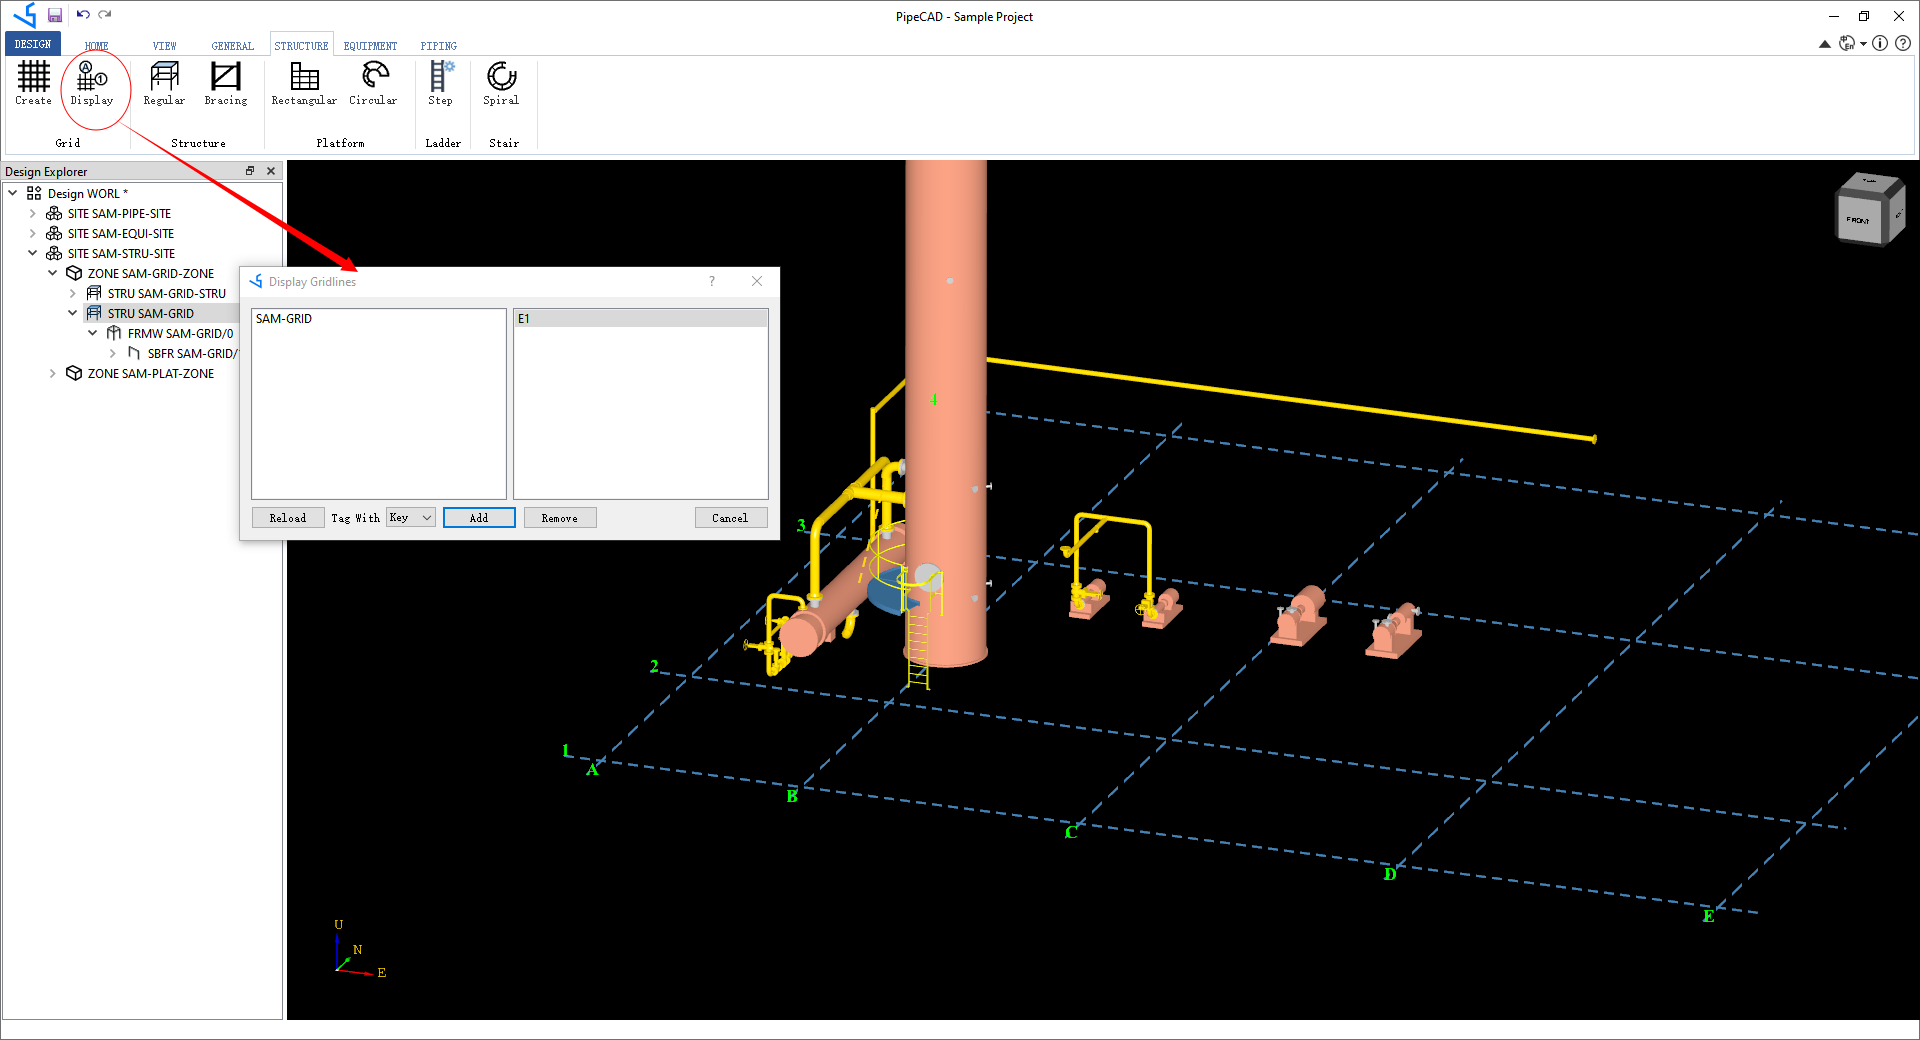 PipeCAD - Sample Project
DESIGN HOME VIEW GENERAL STRUCTURE EQUIPMENT PIPING
En
A 1
Create Display Regular Bracing Rectangular Circular Step Spiral
Grid Structure Platform Ladder Stair
Design Explorer
Design WORL *
SITE SAM-PIPE-SITE
SITE SAM-EQUI-SITE
SITE SAM-STRU-SITE
ZONE SAM-GRID-ZONE
STRU SAM-GRID-STRU
STRU SAM-GRID
FRMW SAM-GRID/0
SBFR SAM-GRID/
ZONE SAM-PLAT-ZONE
Display Gridlines
SAM-GRID
E1
Reload Tag With Key Add Remove Cancel
FRONT
4
3
2
1
A
B
C
D
E
U
N
E